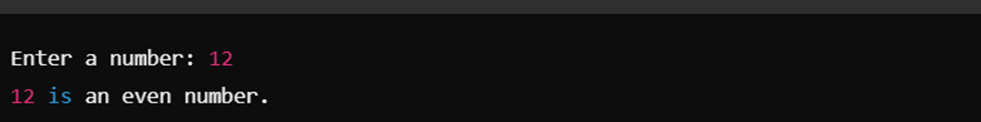 Enter a number: 12
12 is an even number.